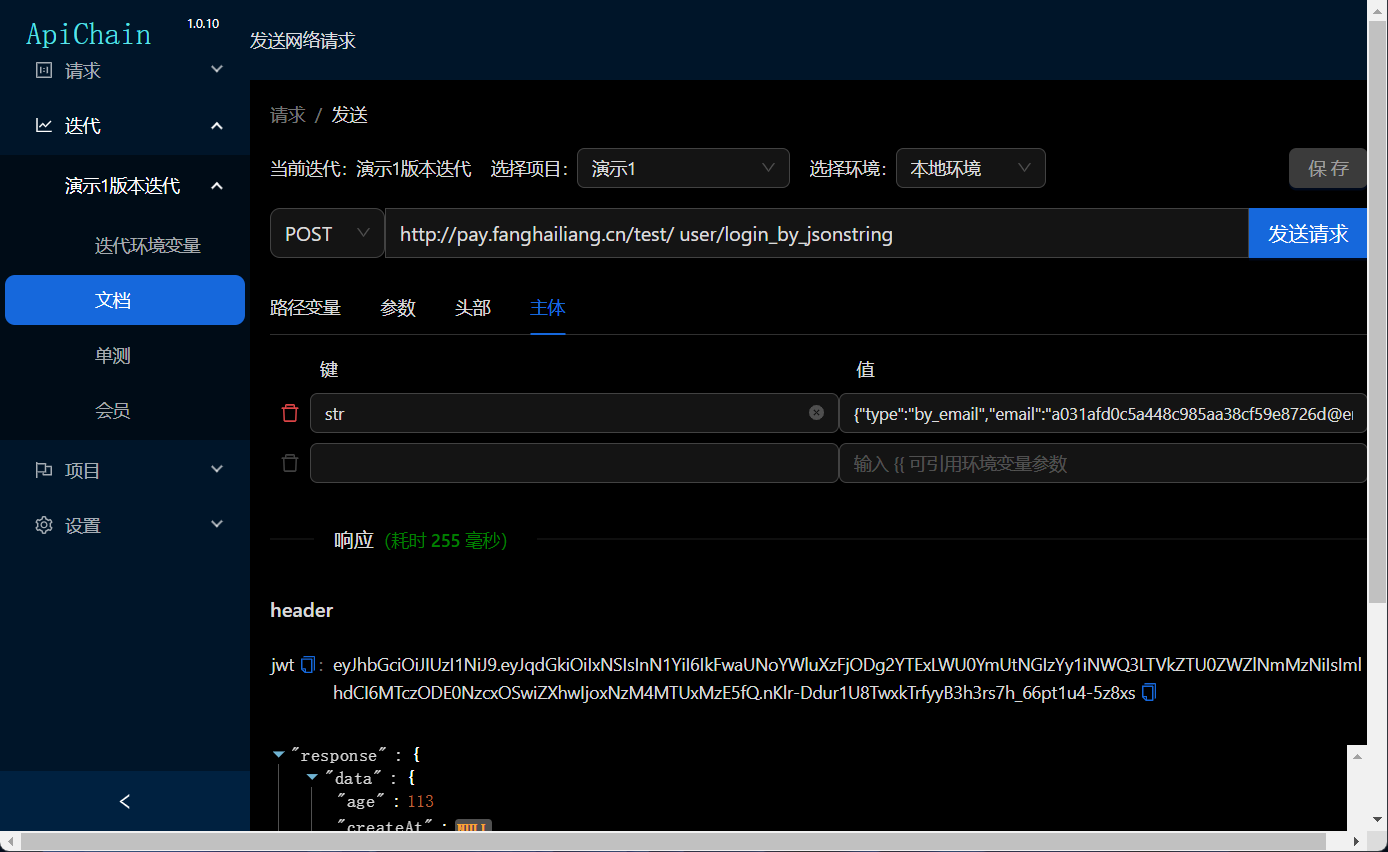 ApiChain 1.0.10
发送网络请求
请求
迭代
演示1版本迭代
迭代环境变量
文档
单测
会员
项目
设置
请求 / 发送
当前迭代: 演示1版本迭代 选择项目: 演示1 选择环境: 本地环境 保 存
POST http://pay.fanghailiang.cn/test/ user/login_by_jsonstring 发送请求
路径变量 参数 头部 主体
键 值
str {"type":"by_email","email":"a031afd0c5a448c985aa38cf59e8726d@e
输入 {{ 可引用环境变量参数
响应 (耗时 255 毫秒)
header
jwt : eyJhbGciOiJIUzI1NiJ9.eyJqdGkiOiIxNSIsInN1YiI6IkFwaUNoYWluXzFjODg2YTExLWU0YmUtNGIzYy1iNWQ3LTVkZTU0ZWZlNmMzNiIsIml
hdCI6MTczODE0NzcxOSwiZXhwIjoxNzM4MTUxMzE5fQ.nKlr-Ddur1U8TwxkTrfyyB3h3rs7h_66pt1u4-5z8xs
"response" : {
"data" : {
"age" : 113
"createAt" : NULL